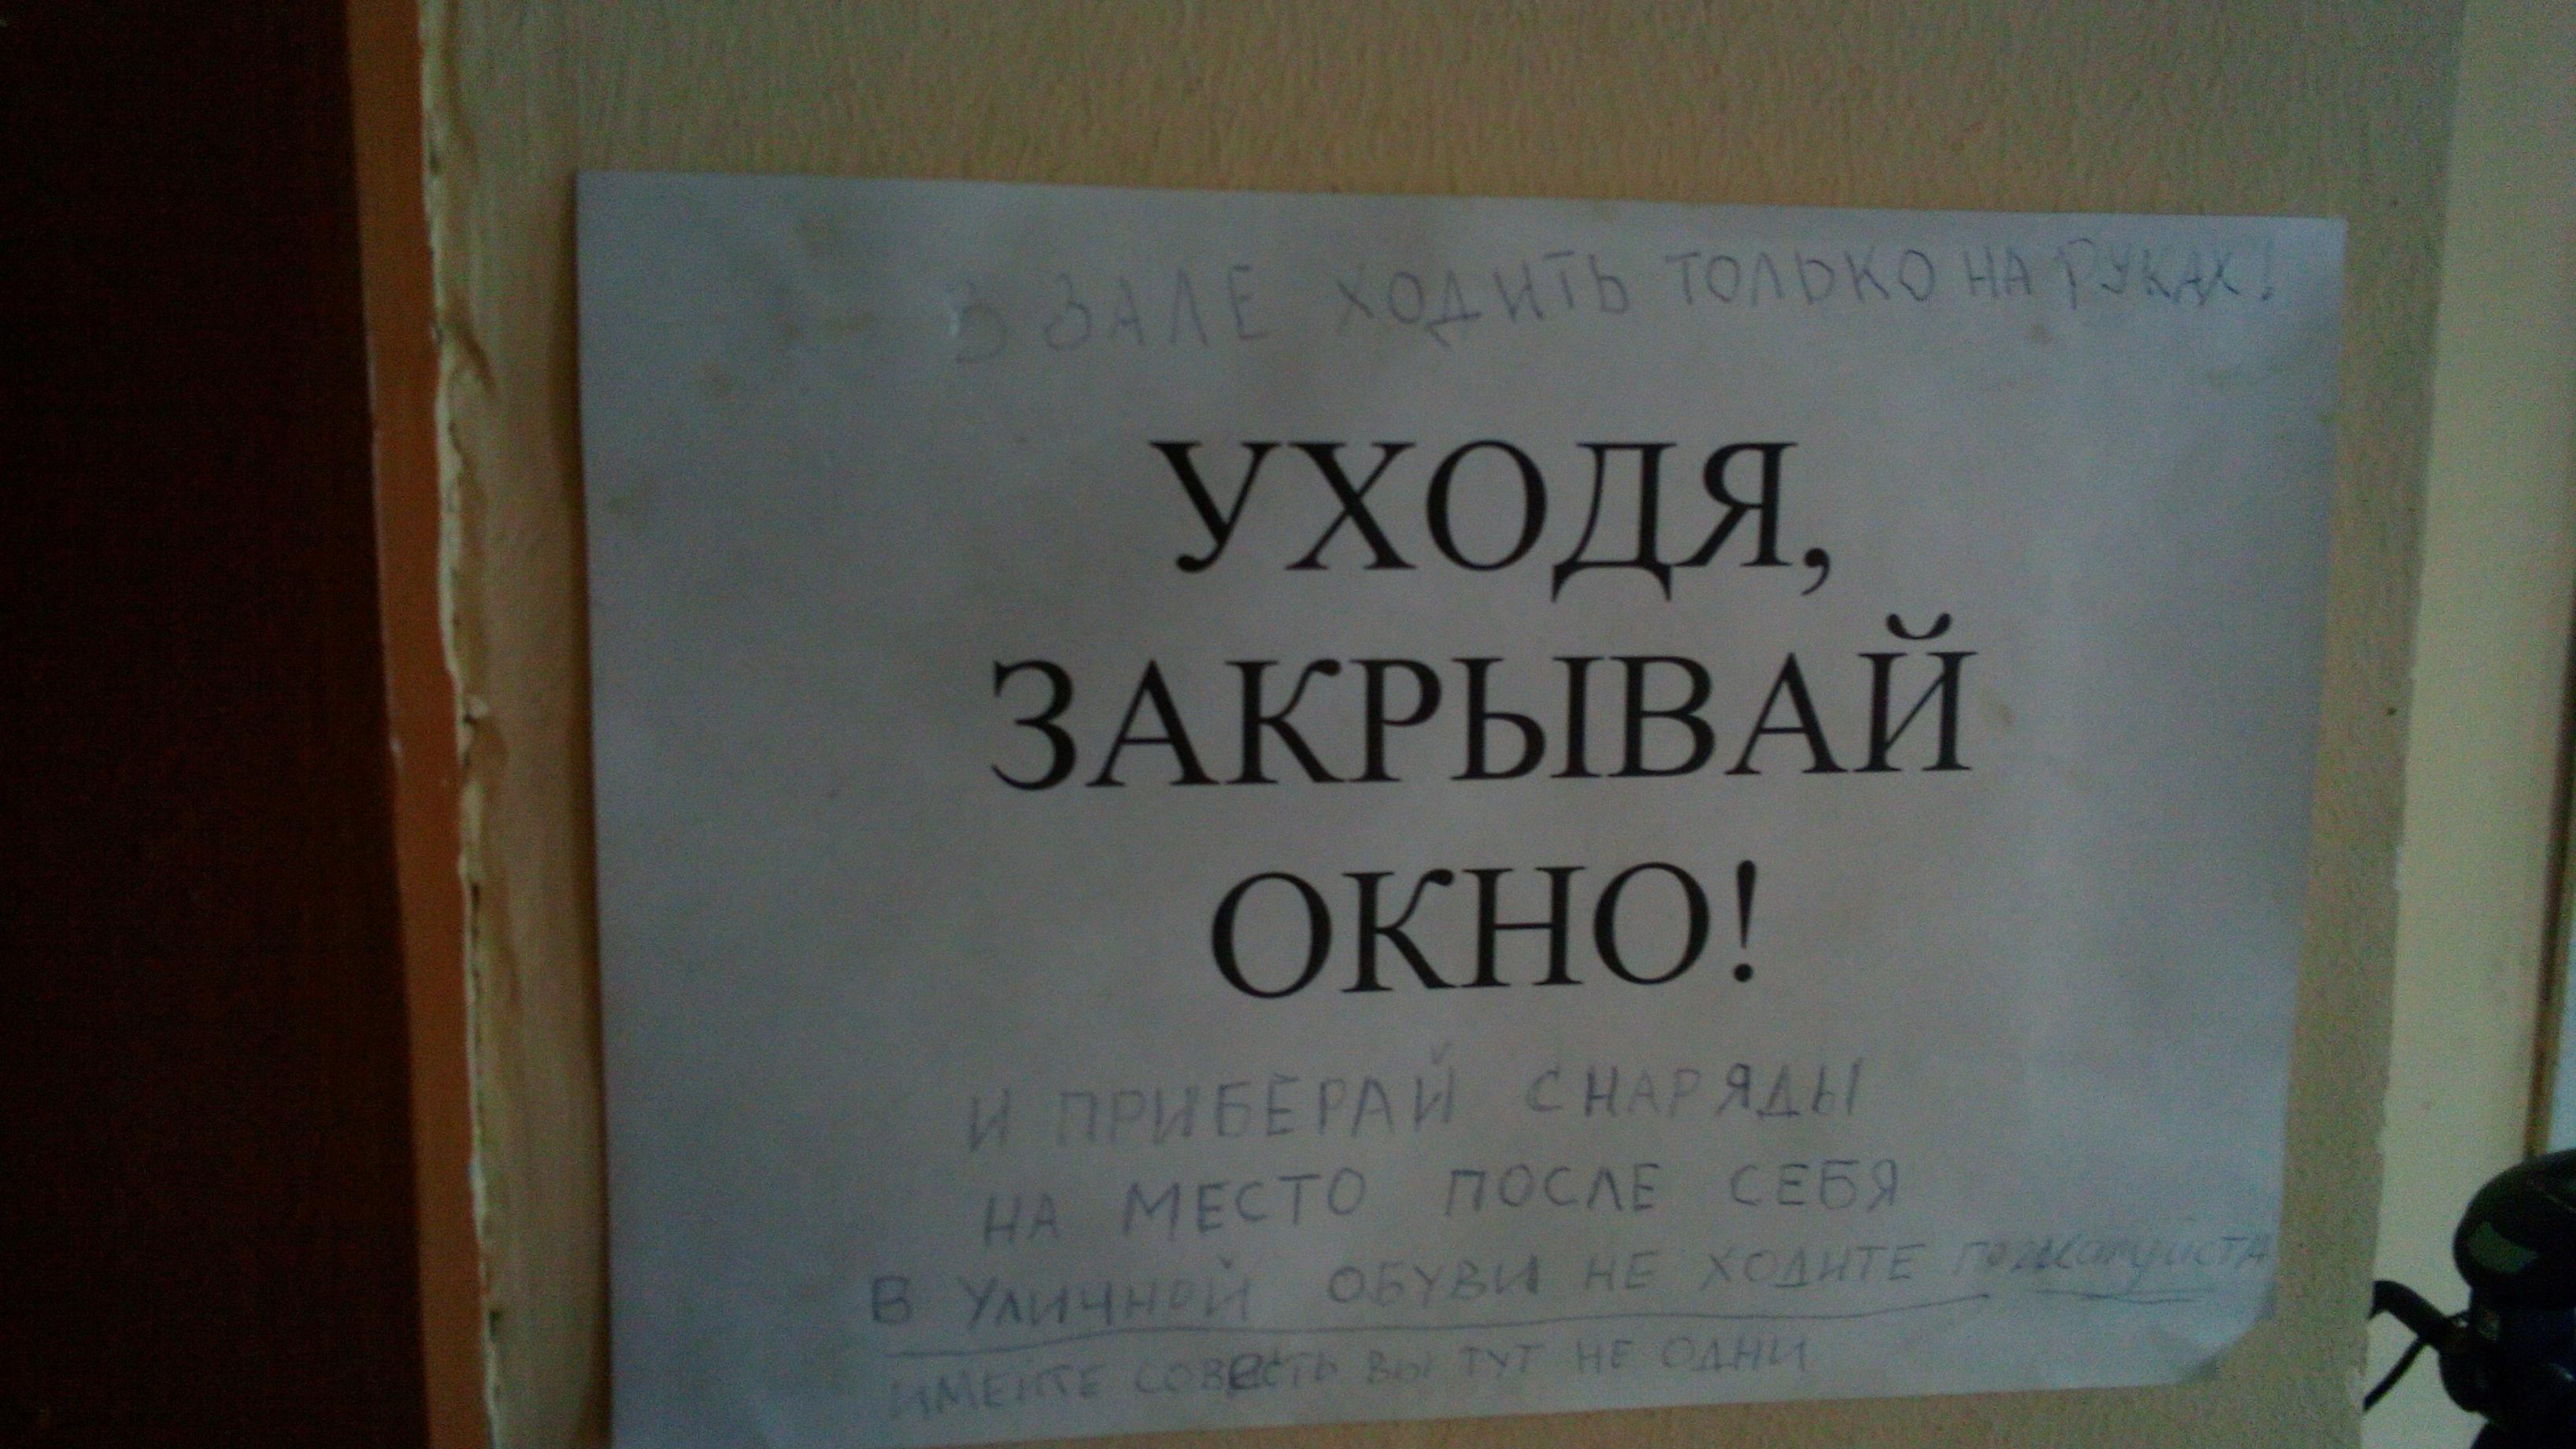 В ЗАЛЕ ХОДИТЬ ТОЛЬКО НА РУКАХ!
УХОДЯ,
ЗАКРЫВАЙ
ОКНО!
И ПРИБЕРАЙ СНАРЯДЫ
НА МЕСТО ПОСЛЕ СЕБЯ
В УЛИЧНОЙ ОБУВИ НЕ ХОДИТЕ пожалуйста
ИМЕЙТЕ СОВЕСТЬ ВЫ ТУТ НЕ ОДНИ